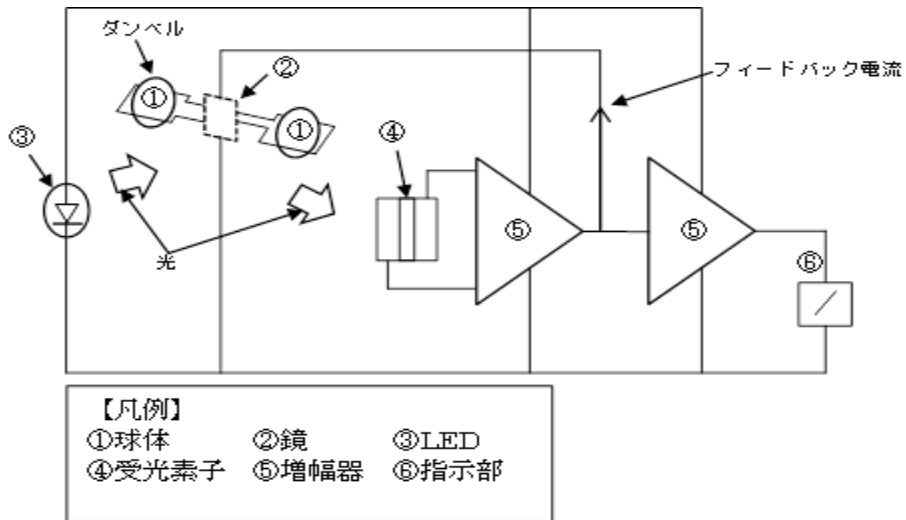 ダンベル
②
フィードバック電流
①
①
③
④
⑤
⑤
光
⑥
【凡例】
①球体 ②鏡 ③LED
④受光素子 ⑤増幅器 ⑥指示部